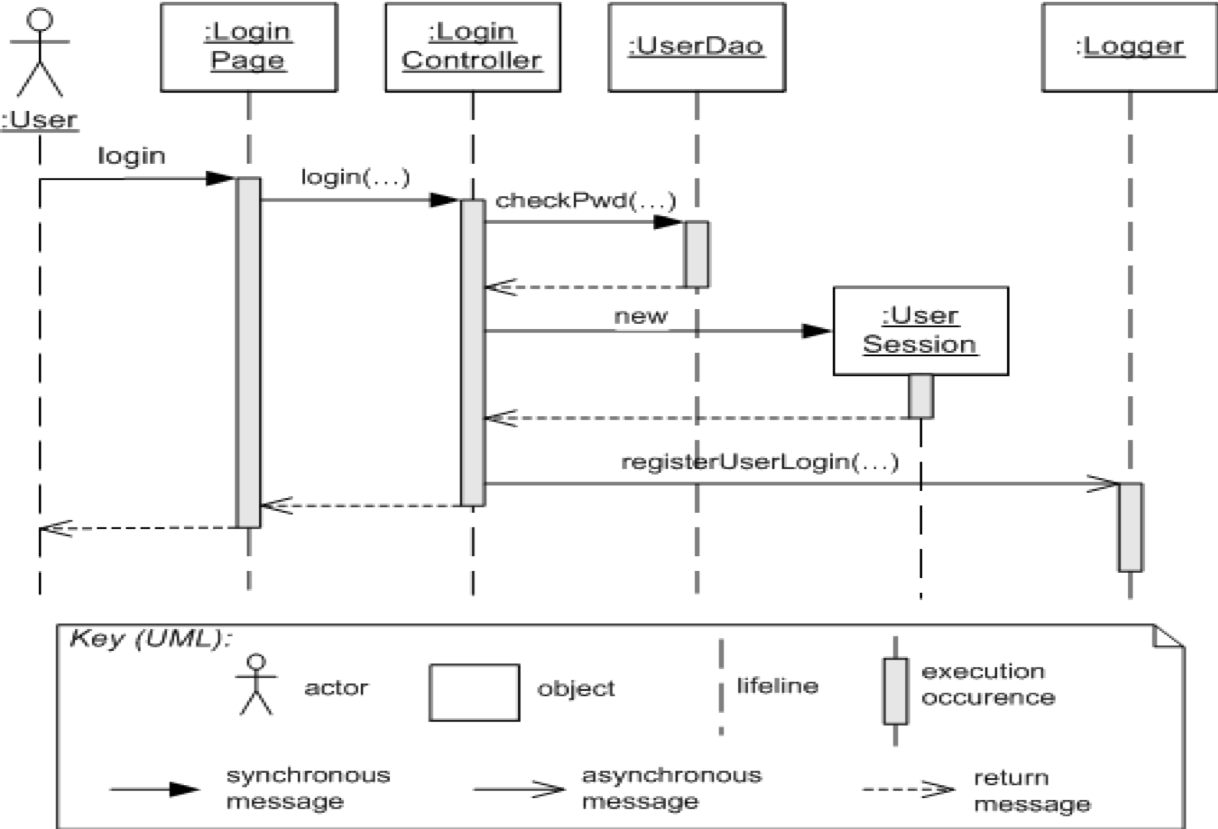 :Login
Page
:Login
Controller
:UserDao
:Logger
:User
login
login(...)
checkPwd(...)
new
:User
Session
registerUserLogin(...)
Key (UML):
actor
object
lifeline
execution
occurence
synchronous
message
asynchronous
message
return
message